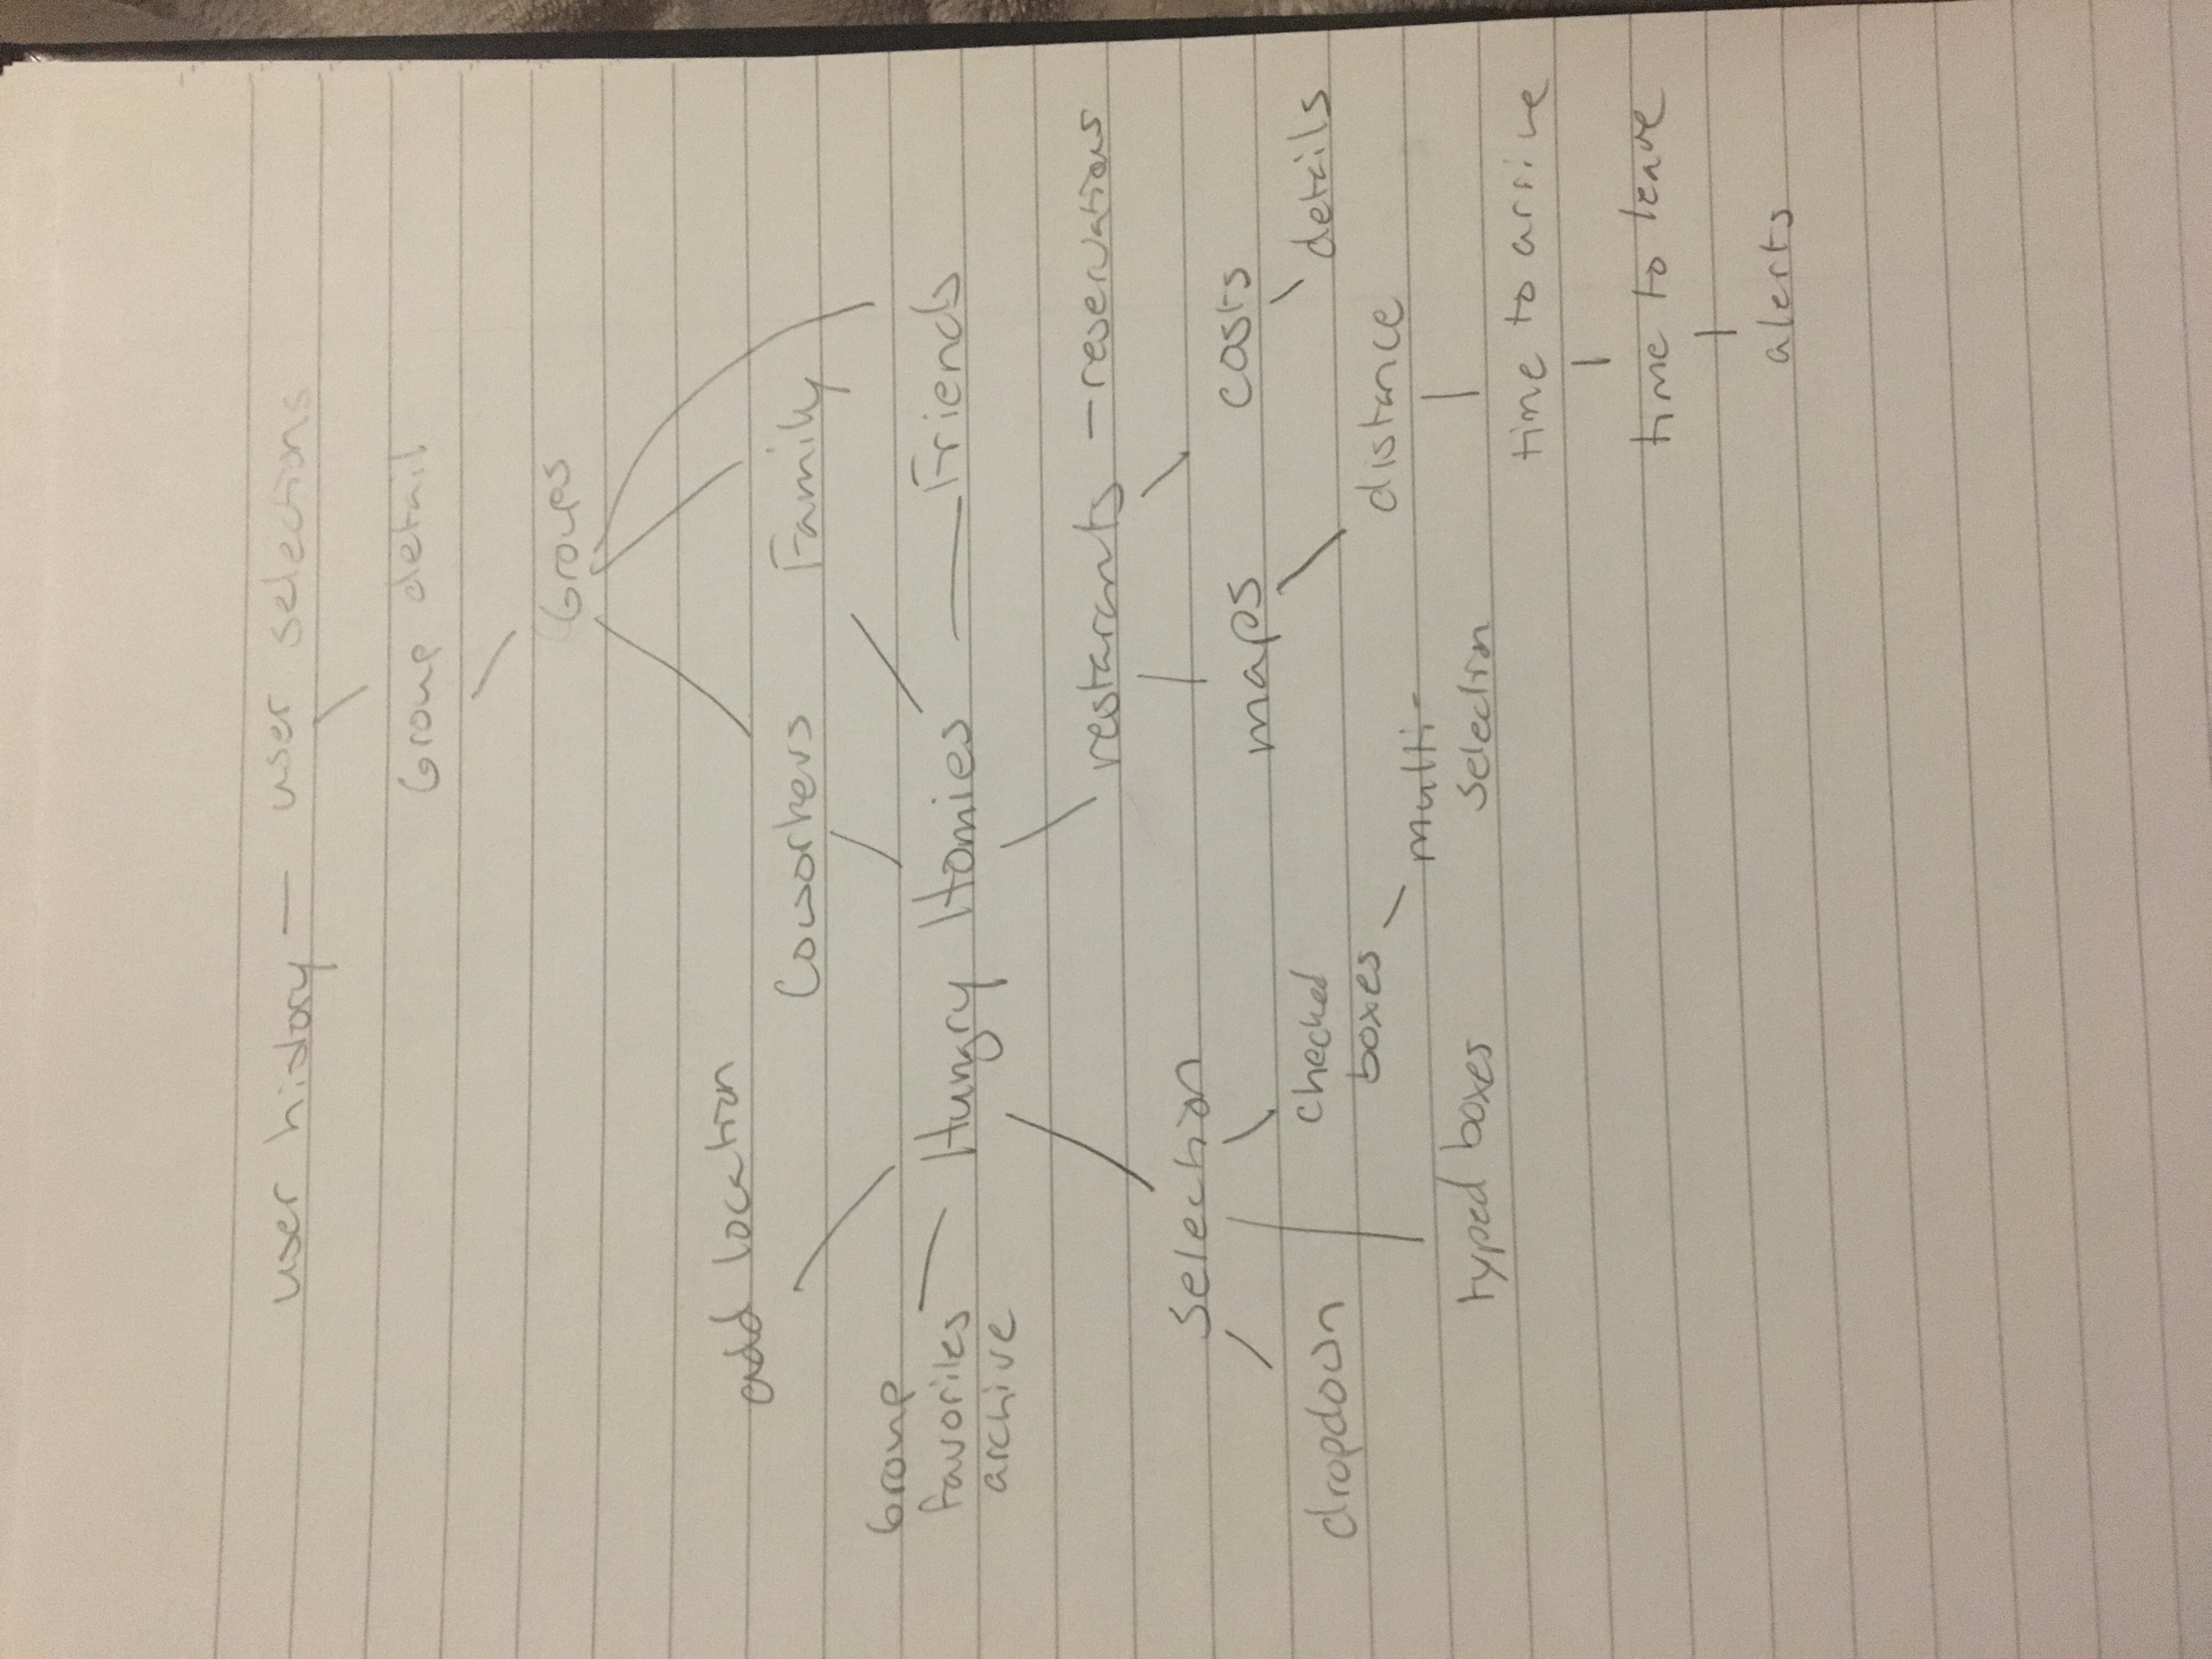 user history — user selections
Group detail
Groups
add location
Coworkers Family
Group
favorites
archive
Hungry Homies — Friends
restarants — reservations
Selection
maps costs
dropdown
checked
boxes
details
distance
multi-
Selection
typed boxes
time to arrive
time to leave
alerts